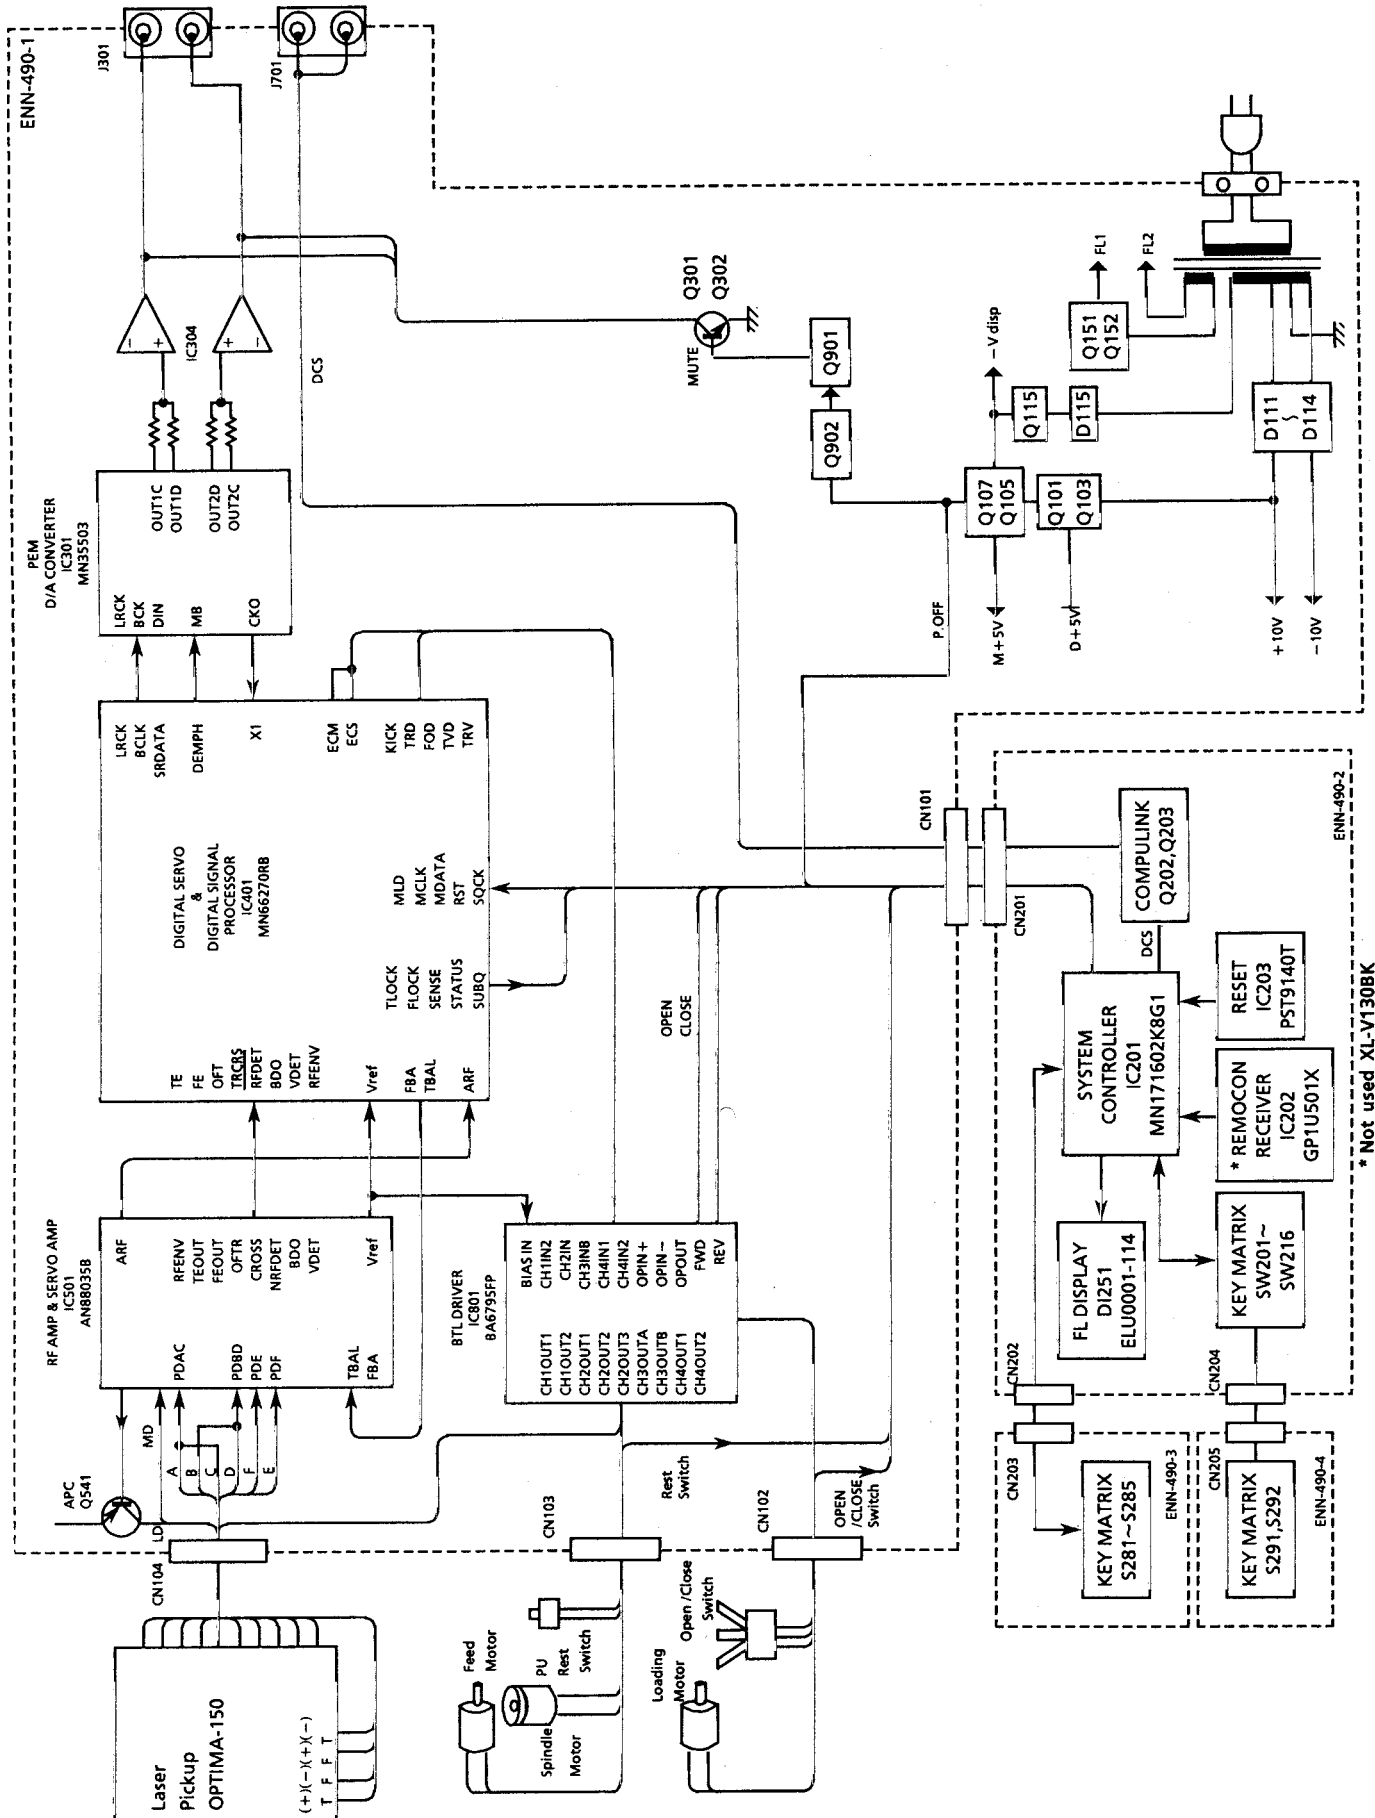 ENN-490-1
J301
J701
IC304
DCS
MUTE
Q301
Q302
Q901
Q902
PEM
D/A CONVERTER
IC301
MN35503
LRCK
BCK
DIN
MB
CKO
OUT1C
OUT1D
OUT2D
OUT2C
DIGITAL SERVO
&
DIGITAL SIGNAL
PROCESSOR
IC401
MN66270RB
LRCK
BCLK
SRDATA
DEMPH
X1
ECM
ECS
KICK
TRD
FOD
TVD
TRV
MLD
MCLK
MDATA
RST
SQCK
TLOCK
FLOCK
SENSE
STATUS
SUBQ
TE
FE
OFT
TRCRS
RFDET
BDO
VDET
RFENV
Vref
FBA
TBAL
ARF
RF AMP & SERVO AMP
IC501
AN8803SB
ARF
RFENV
TEOUT
FEOUT
OFTR
CROSS
NRFDET
BDO
VDET
Vref
PDAC
PDBD
PDE
PDF
TBAL
FBA
BTL DRIVER
IC801
BA6795FP
BIAS IN
CH1IN2
CH2IN
CH3INB
CH4IN1
CH4IN2
OPIN+
OPIN−
OPOUT
FWD
REV
CH1OUT1
CH1OUT2
CH2OUT1
CH2OUT2
CH2OUT3
CH3OUTA
CH3OUTB
CH4OUT1
CH4OUT2
APC
Q541
LD
MD
A
B
C
D
F
E
CN104
CN103
CN102
Laser
Pickup
OPTIMA-150
(+)(−)(+)(−)
T F F T
Feed
Motor
Spindle
Motor
PU
Rest
Switch
Loading
Motor
Open /Close
Switch
Rest
Switch
OPEN
/CLOSE
Switch
OPEN
CLOSE
P.OFF
M+5V
D+5V
+10V
−10V
Q107
Q105
Q101
Q103
Q115
D115
−V disp
Q151
Q152
FL1
FL2
D111
~
D114
CN101
CN201
ENN-490-2
COMPULINK
Q202,Q203
DCS
SYSTEM
CONTROLLER
IC201
MN171602K8G1
RESET
IC203
PST9140T
* REMOCON
RECEIVER
IC202
GP1U501X
FL DISPLAY
DI251
ELU0001-114
KEY MATRIX
SW201~
SW216
CN202
CN203
CN204
CN205
KEY MATRIX
S281~S285
ENN-490-3
KEY MATRIX
S291,S292
ENN-490-4
* Not used XL-V130BK